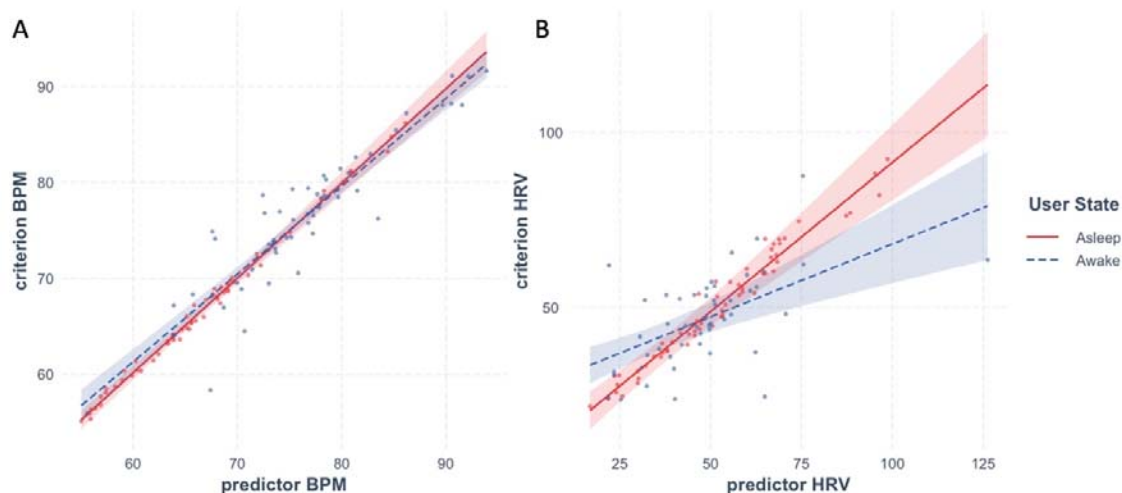 A
B
90
80
70
60
criterion BPM
60
70
80
90
predictor BPM
100
50
criterion HRV
25
50
75
100
125
predictor HRV
User State
Asleep
Awake